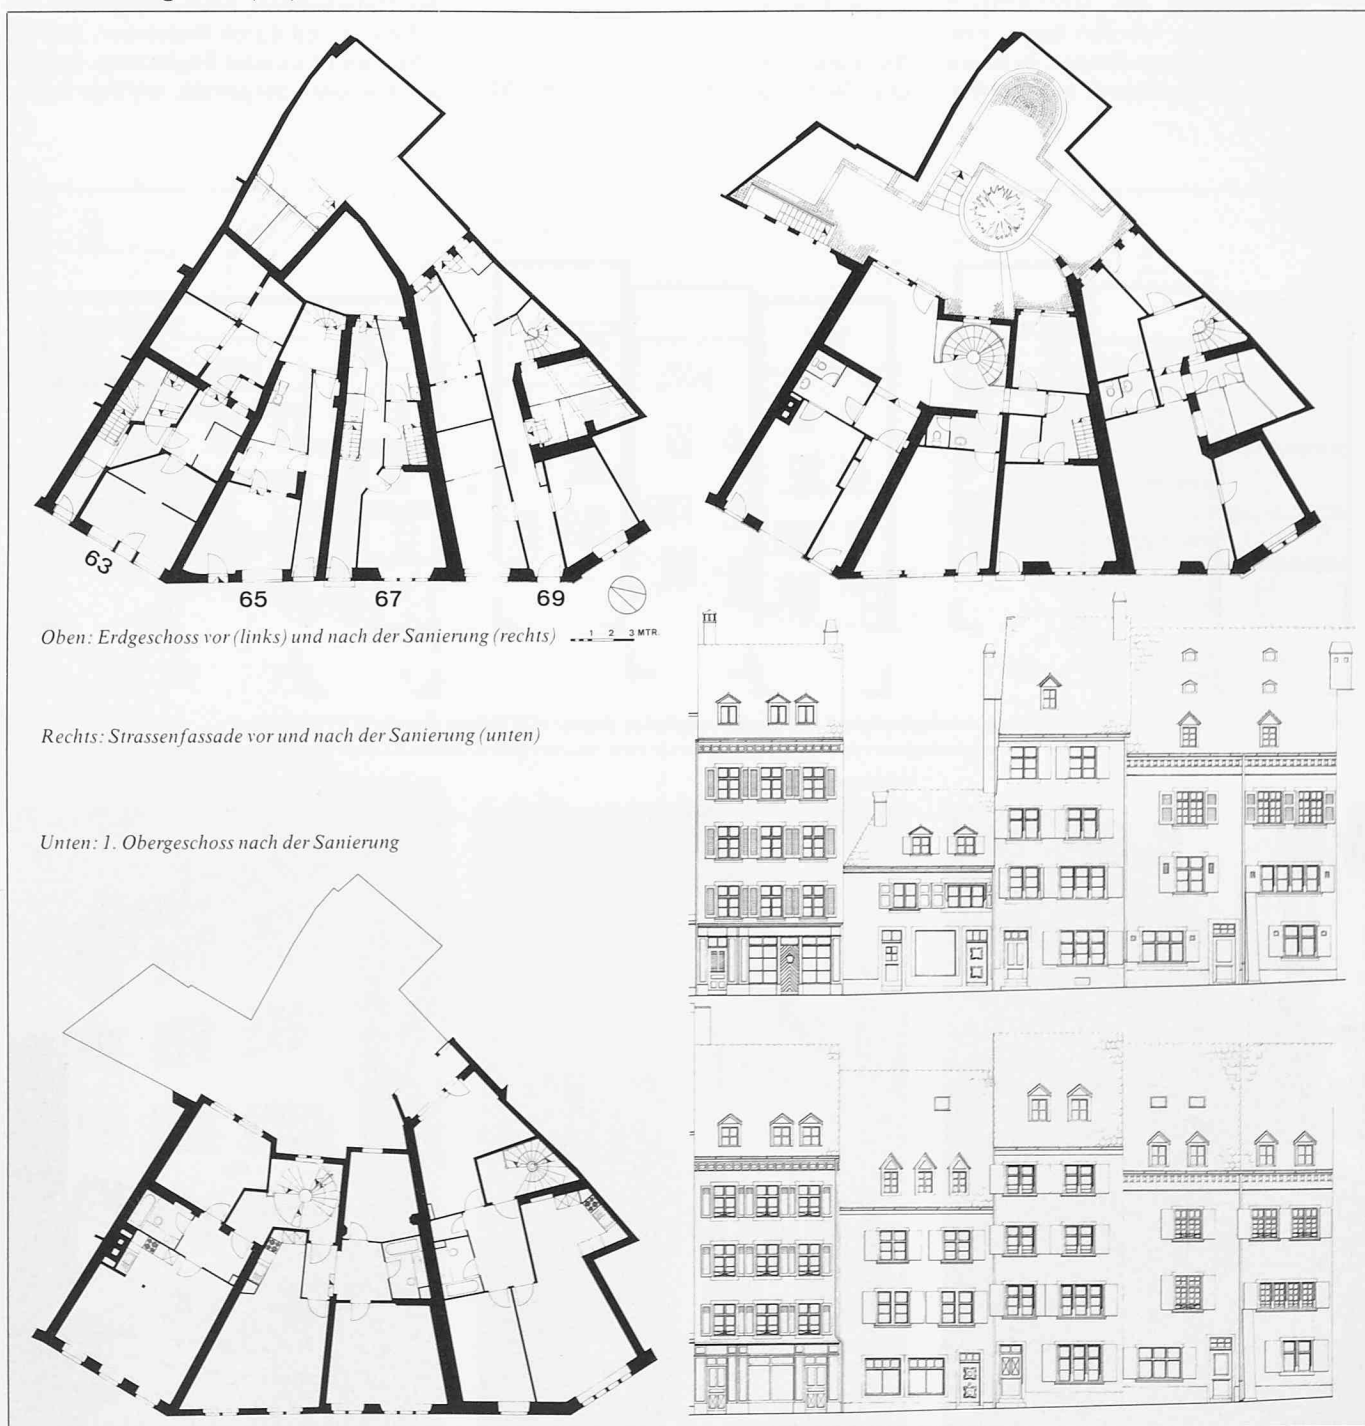 63
65
67
69
Oben: Erdgeschoss vor (links) und nach der Sanierung (rechts)
1 2 3 MTR.
Rechts: Strassenfassade vor und nach der Sanierung (unten)
Unten: 1. Obergeschoss nach der Sanierung